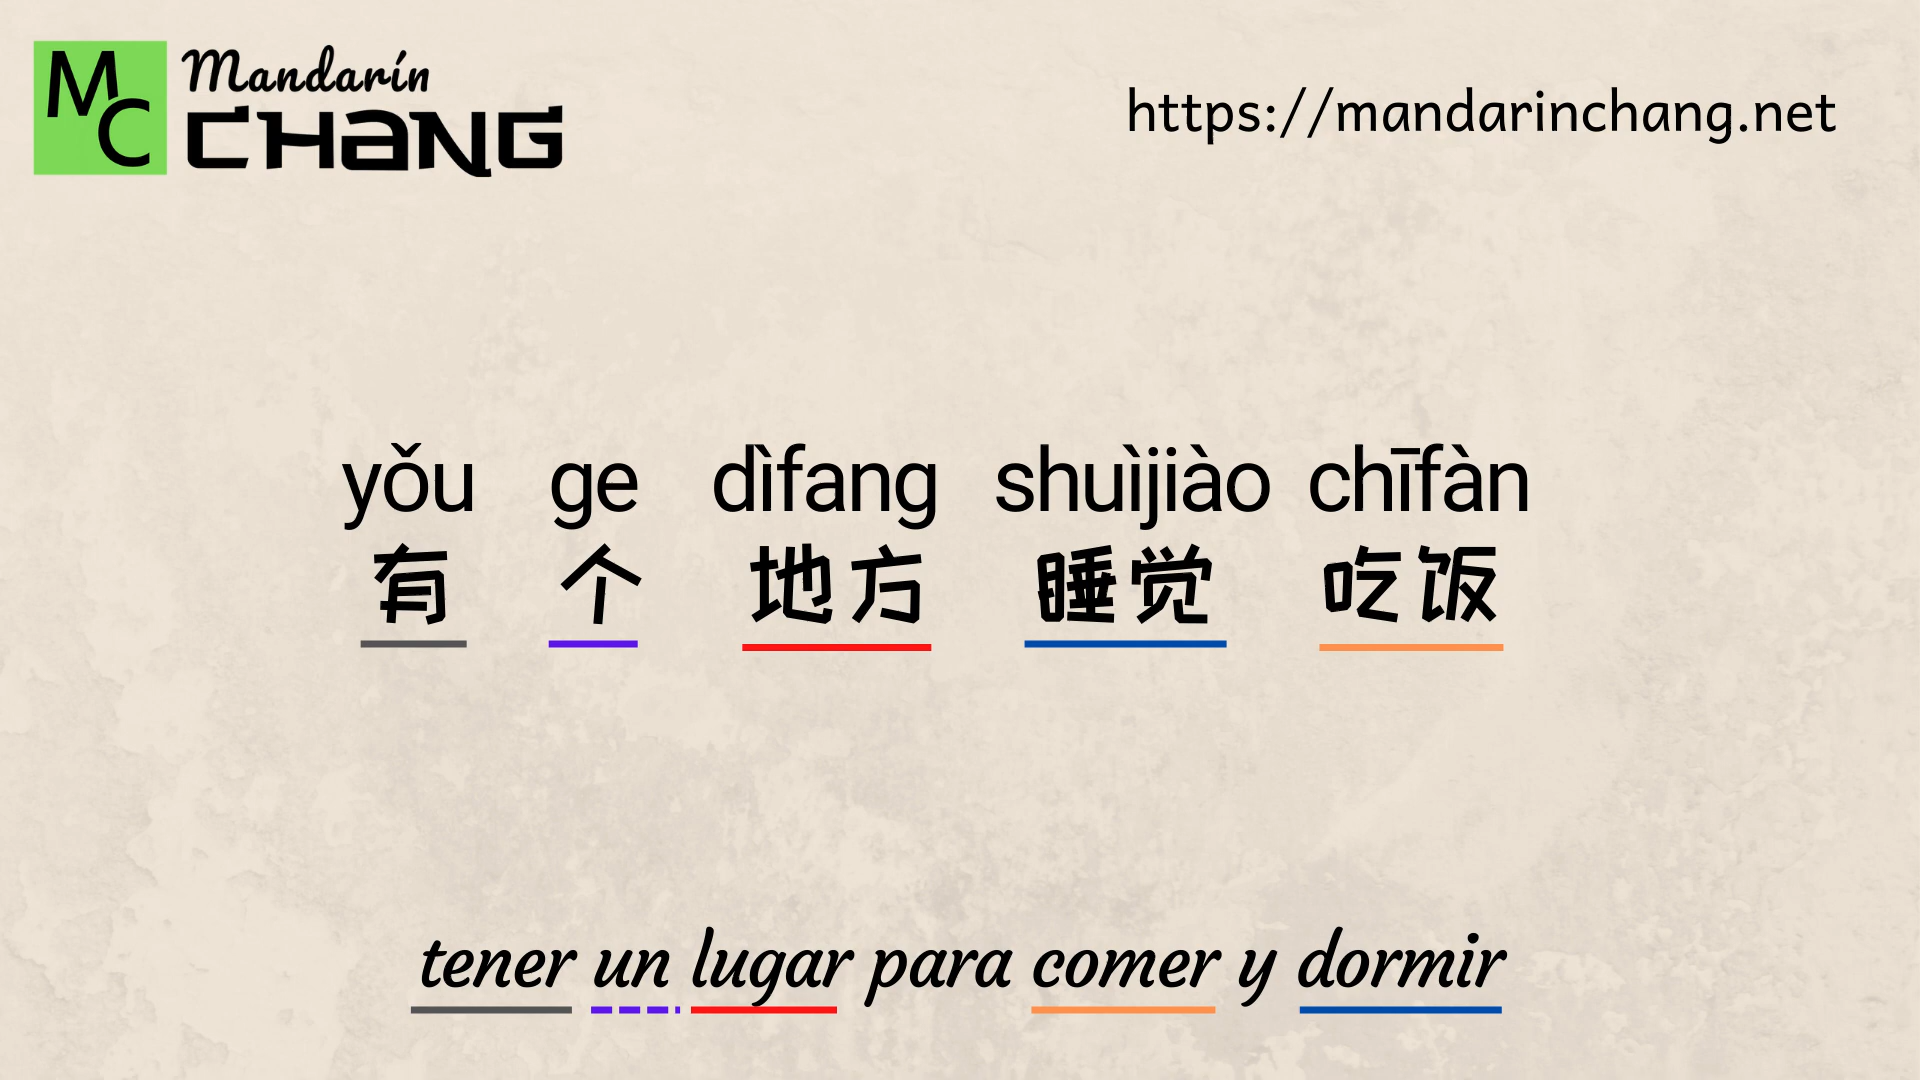 MC
Mandarín
CHANG
https://mandarinchang.net
yǒu ge dìfang shuìjiào chīfàn
有 个 地方 睡觉 吃饭
tener un lugar para comer y dormir